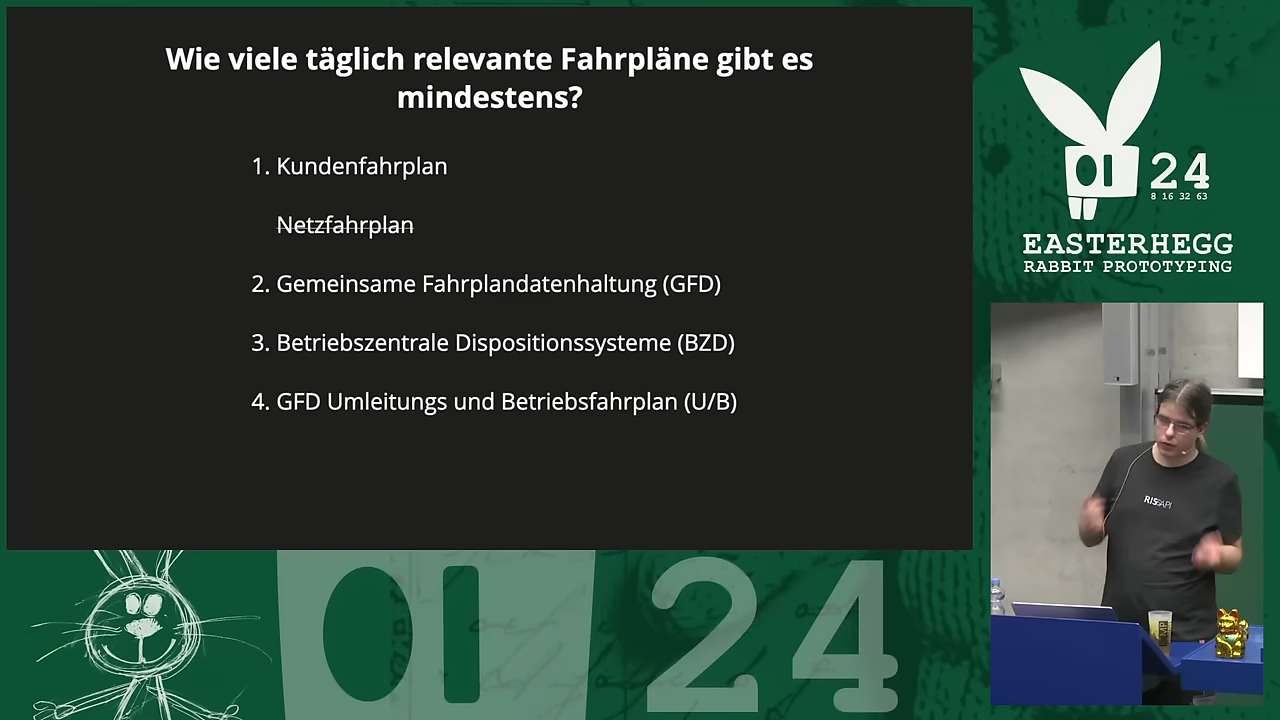 Wie viele täglich relevante Fahrpläne gibt es
mindestens?
1. Kundenfahrplan
Netzfahrplan
2. Gemeinsame Fahrplandatenhaltung (GFD)
3. Betriebszentrale Dispositionssysteme (BZD)
4. GFD Umleitungs und Betriebsfahrplan (U/B)
24
8 16 32 63
EASTERHEGG
RABBIT PROTOTYPING
RIS:API
24